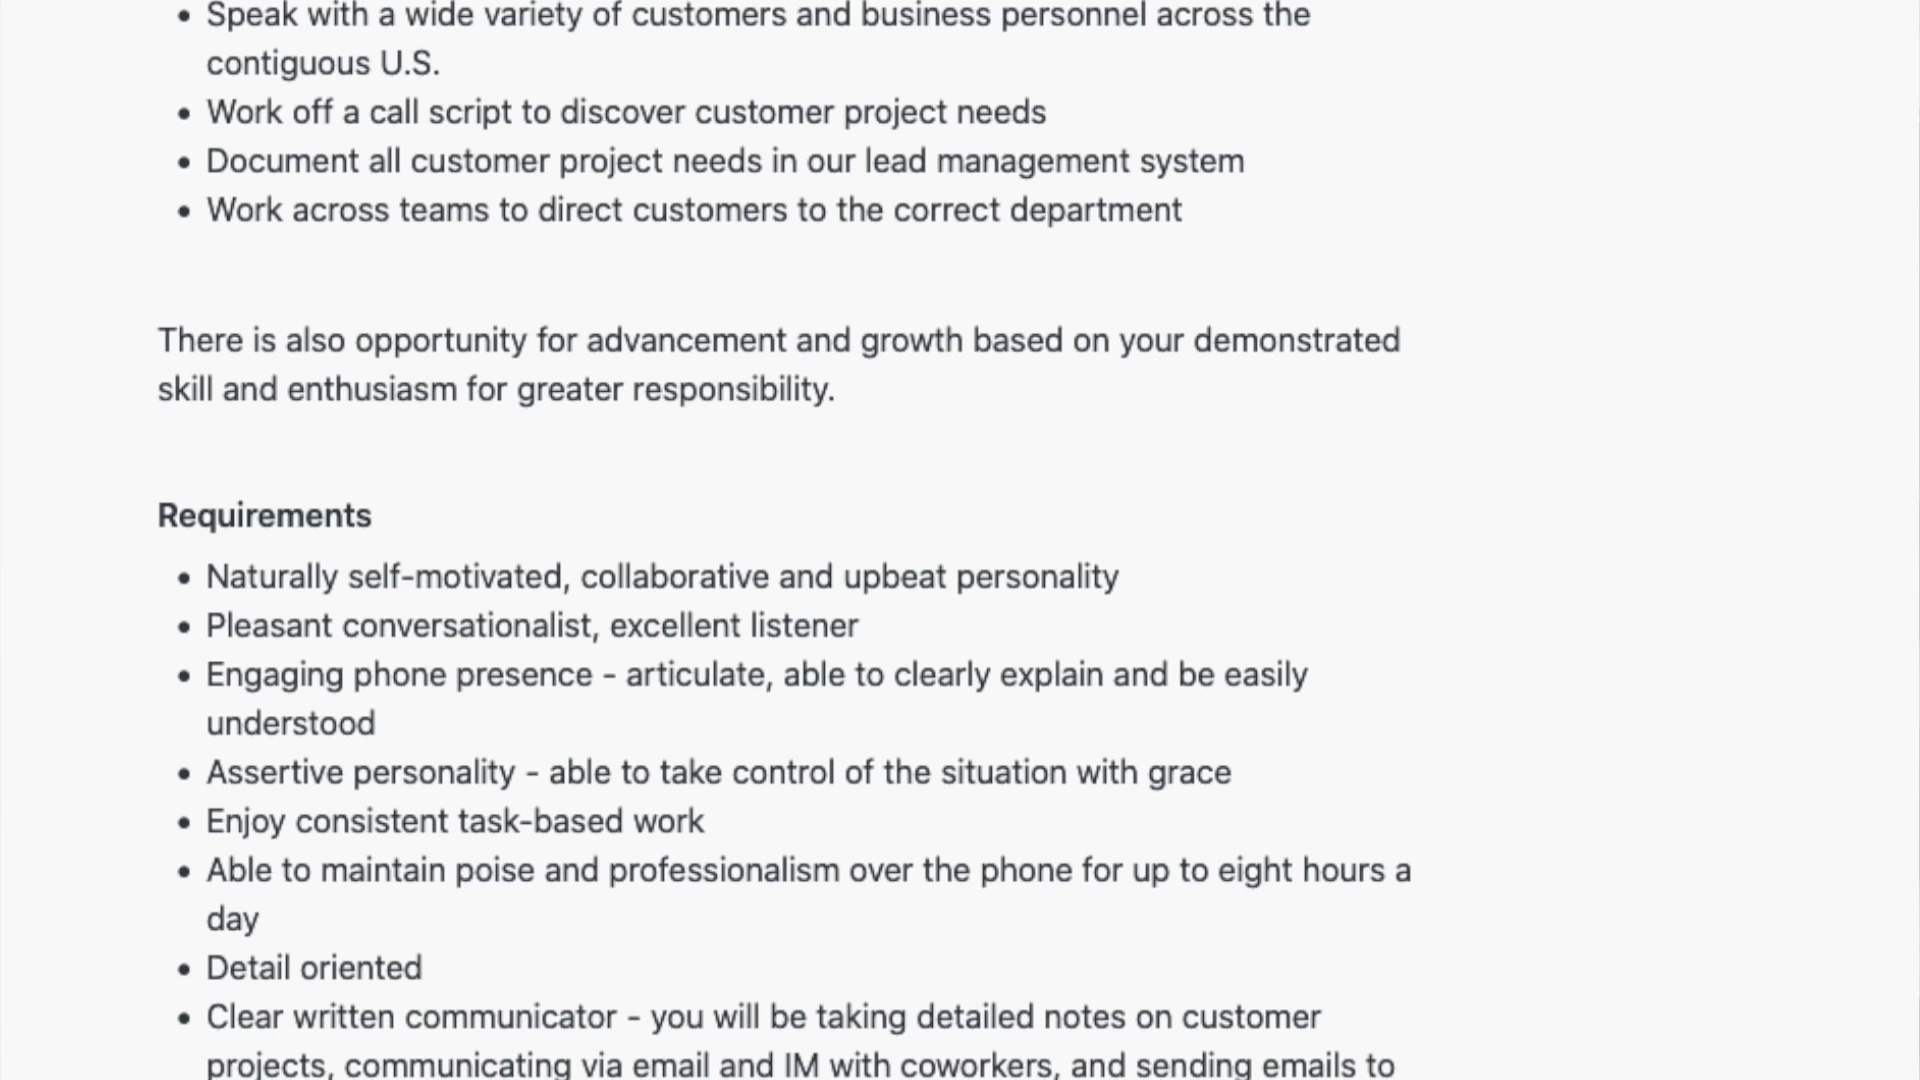 • Speak with a wide variety of customers and business personnel across the
contiguous U.S.
• Work off a call script to discover customer project needs
• Document all customer project needs in our lead management system
• Work across teams to direct customers to the correct department
There is also opportunity for advancement and growth based on your demonstrated
skill and enthusiasm for greater responsibility.
Requirements
• Naturally self-motivated, collaborative and upbeat personality
• Pleasant conversationalist, excellent listener
• Engaging phone presence - articulate, able to clearly explain and be easily
understood
• Assertive personality - able to take control of the situation with grace
• Enjoy consistent task-based work
• Able to maintain poise and professionalism over the phone for up to eight hours a
day
• Detail oriented
• Clear written communicator - you will be taking detailed notes on customer
projects, communicating via email and IM with coworkers, and sending emails to